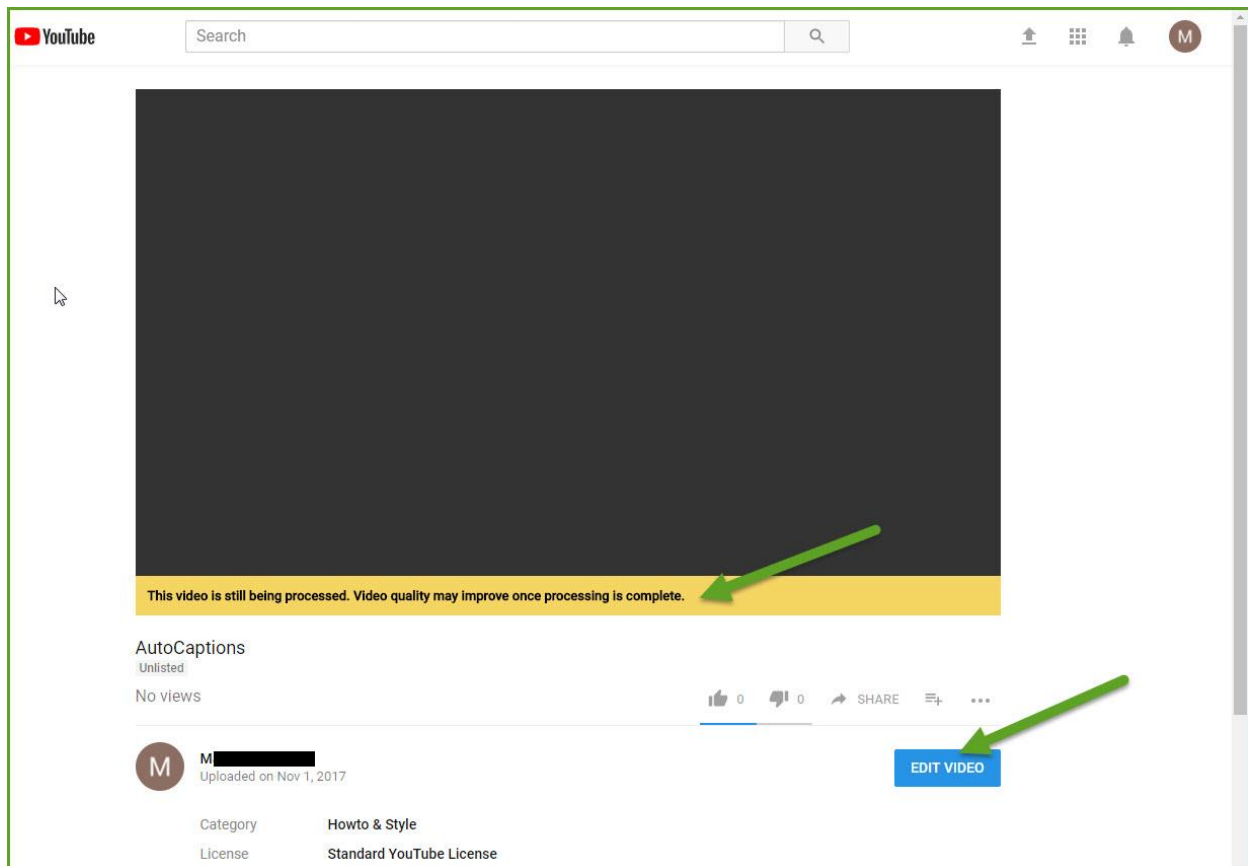 YouTube
Search
M
This video is still being processed. Video quality may improve once processing is complete.
AutoCaptions
Unlisted
No views
0 0 SHARE
M M
Uploaded on Nov 1, 2017
EDIT VIDEO
Category Howto & Style
License Standard YouTube License